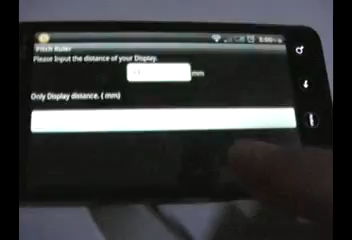 Pitch Ruler
Please Input the distance of your Display.
mm
Only Display distance. ( mm)